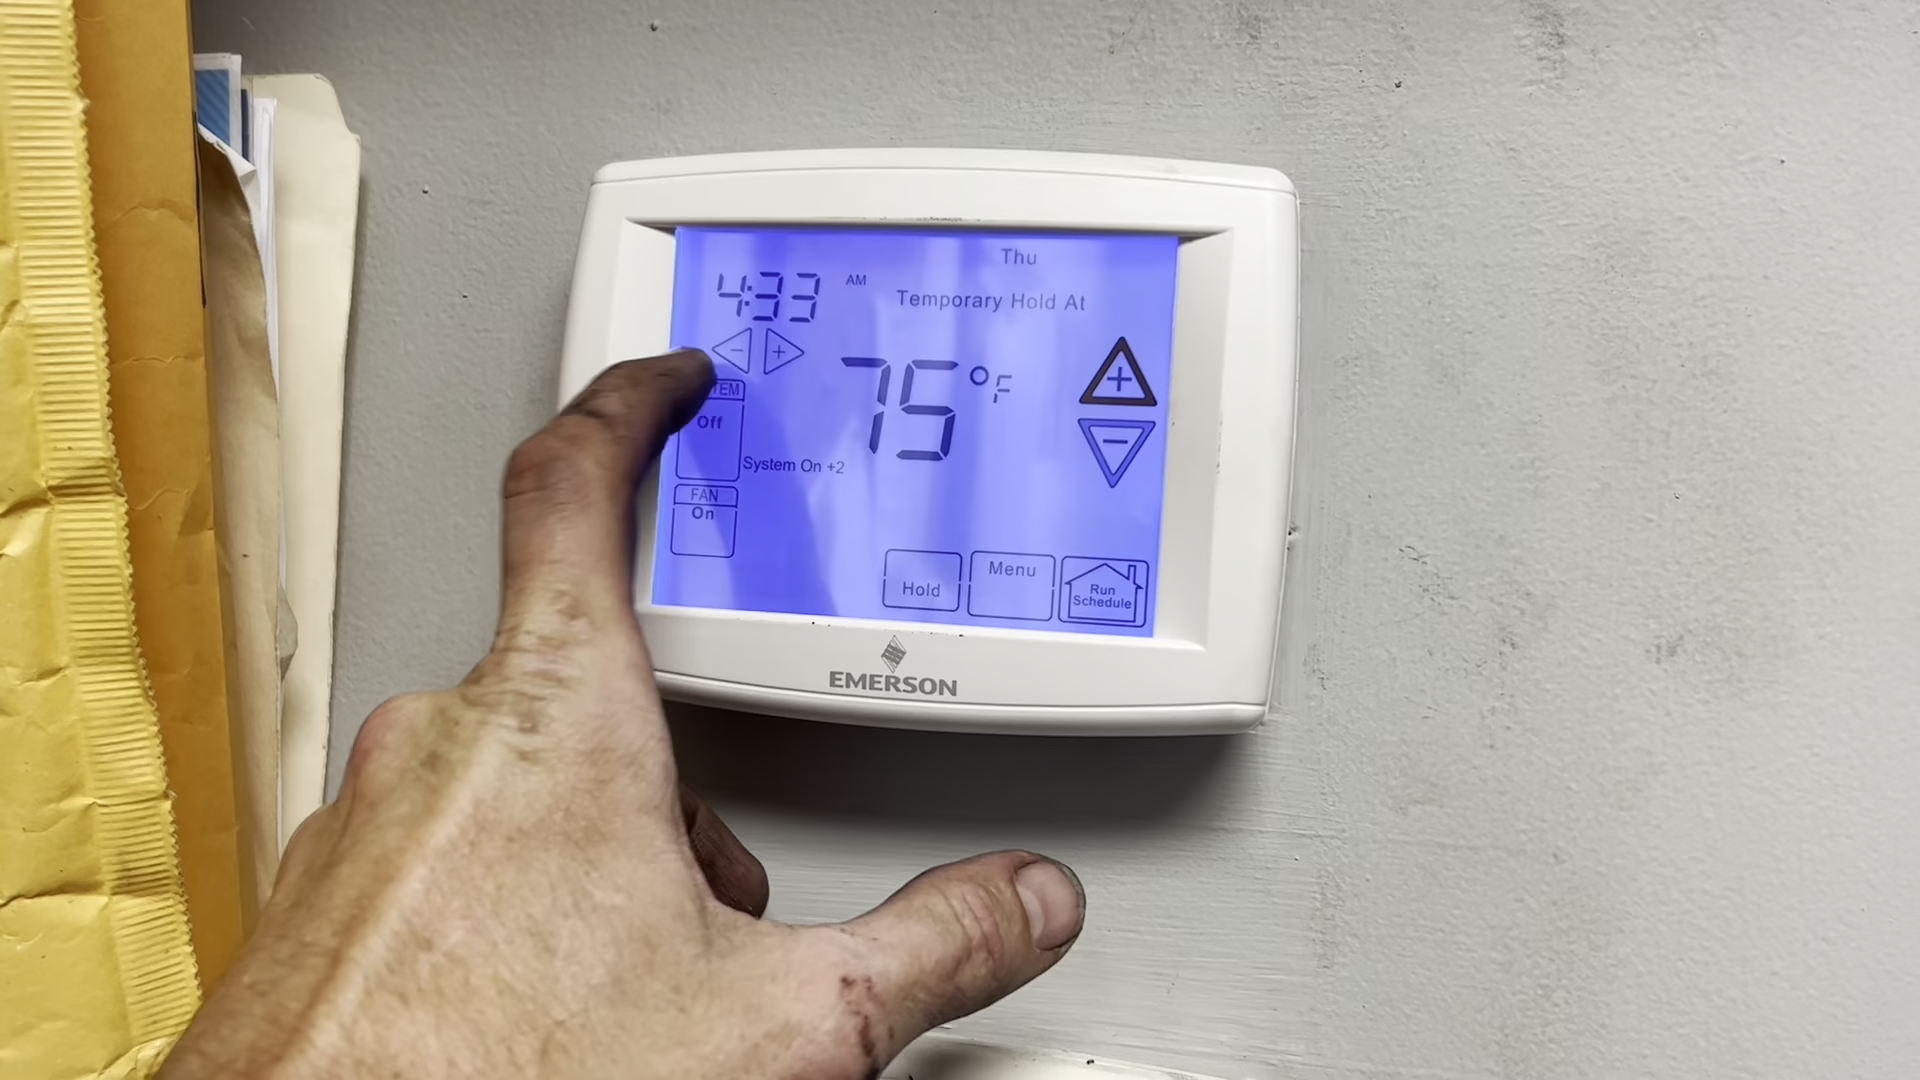 Thu
4:33 AM
Temporary Hold At
- +
75°F
+
TEM
Off
-
System On +2
FAN
On
Hold
Menu
Run
Schedule
EMERSON